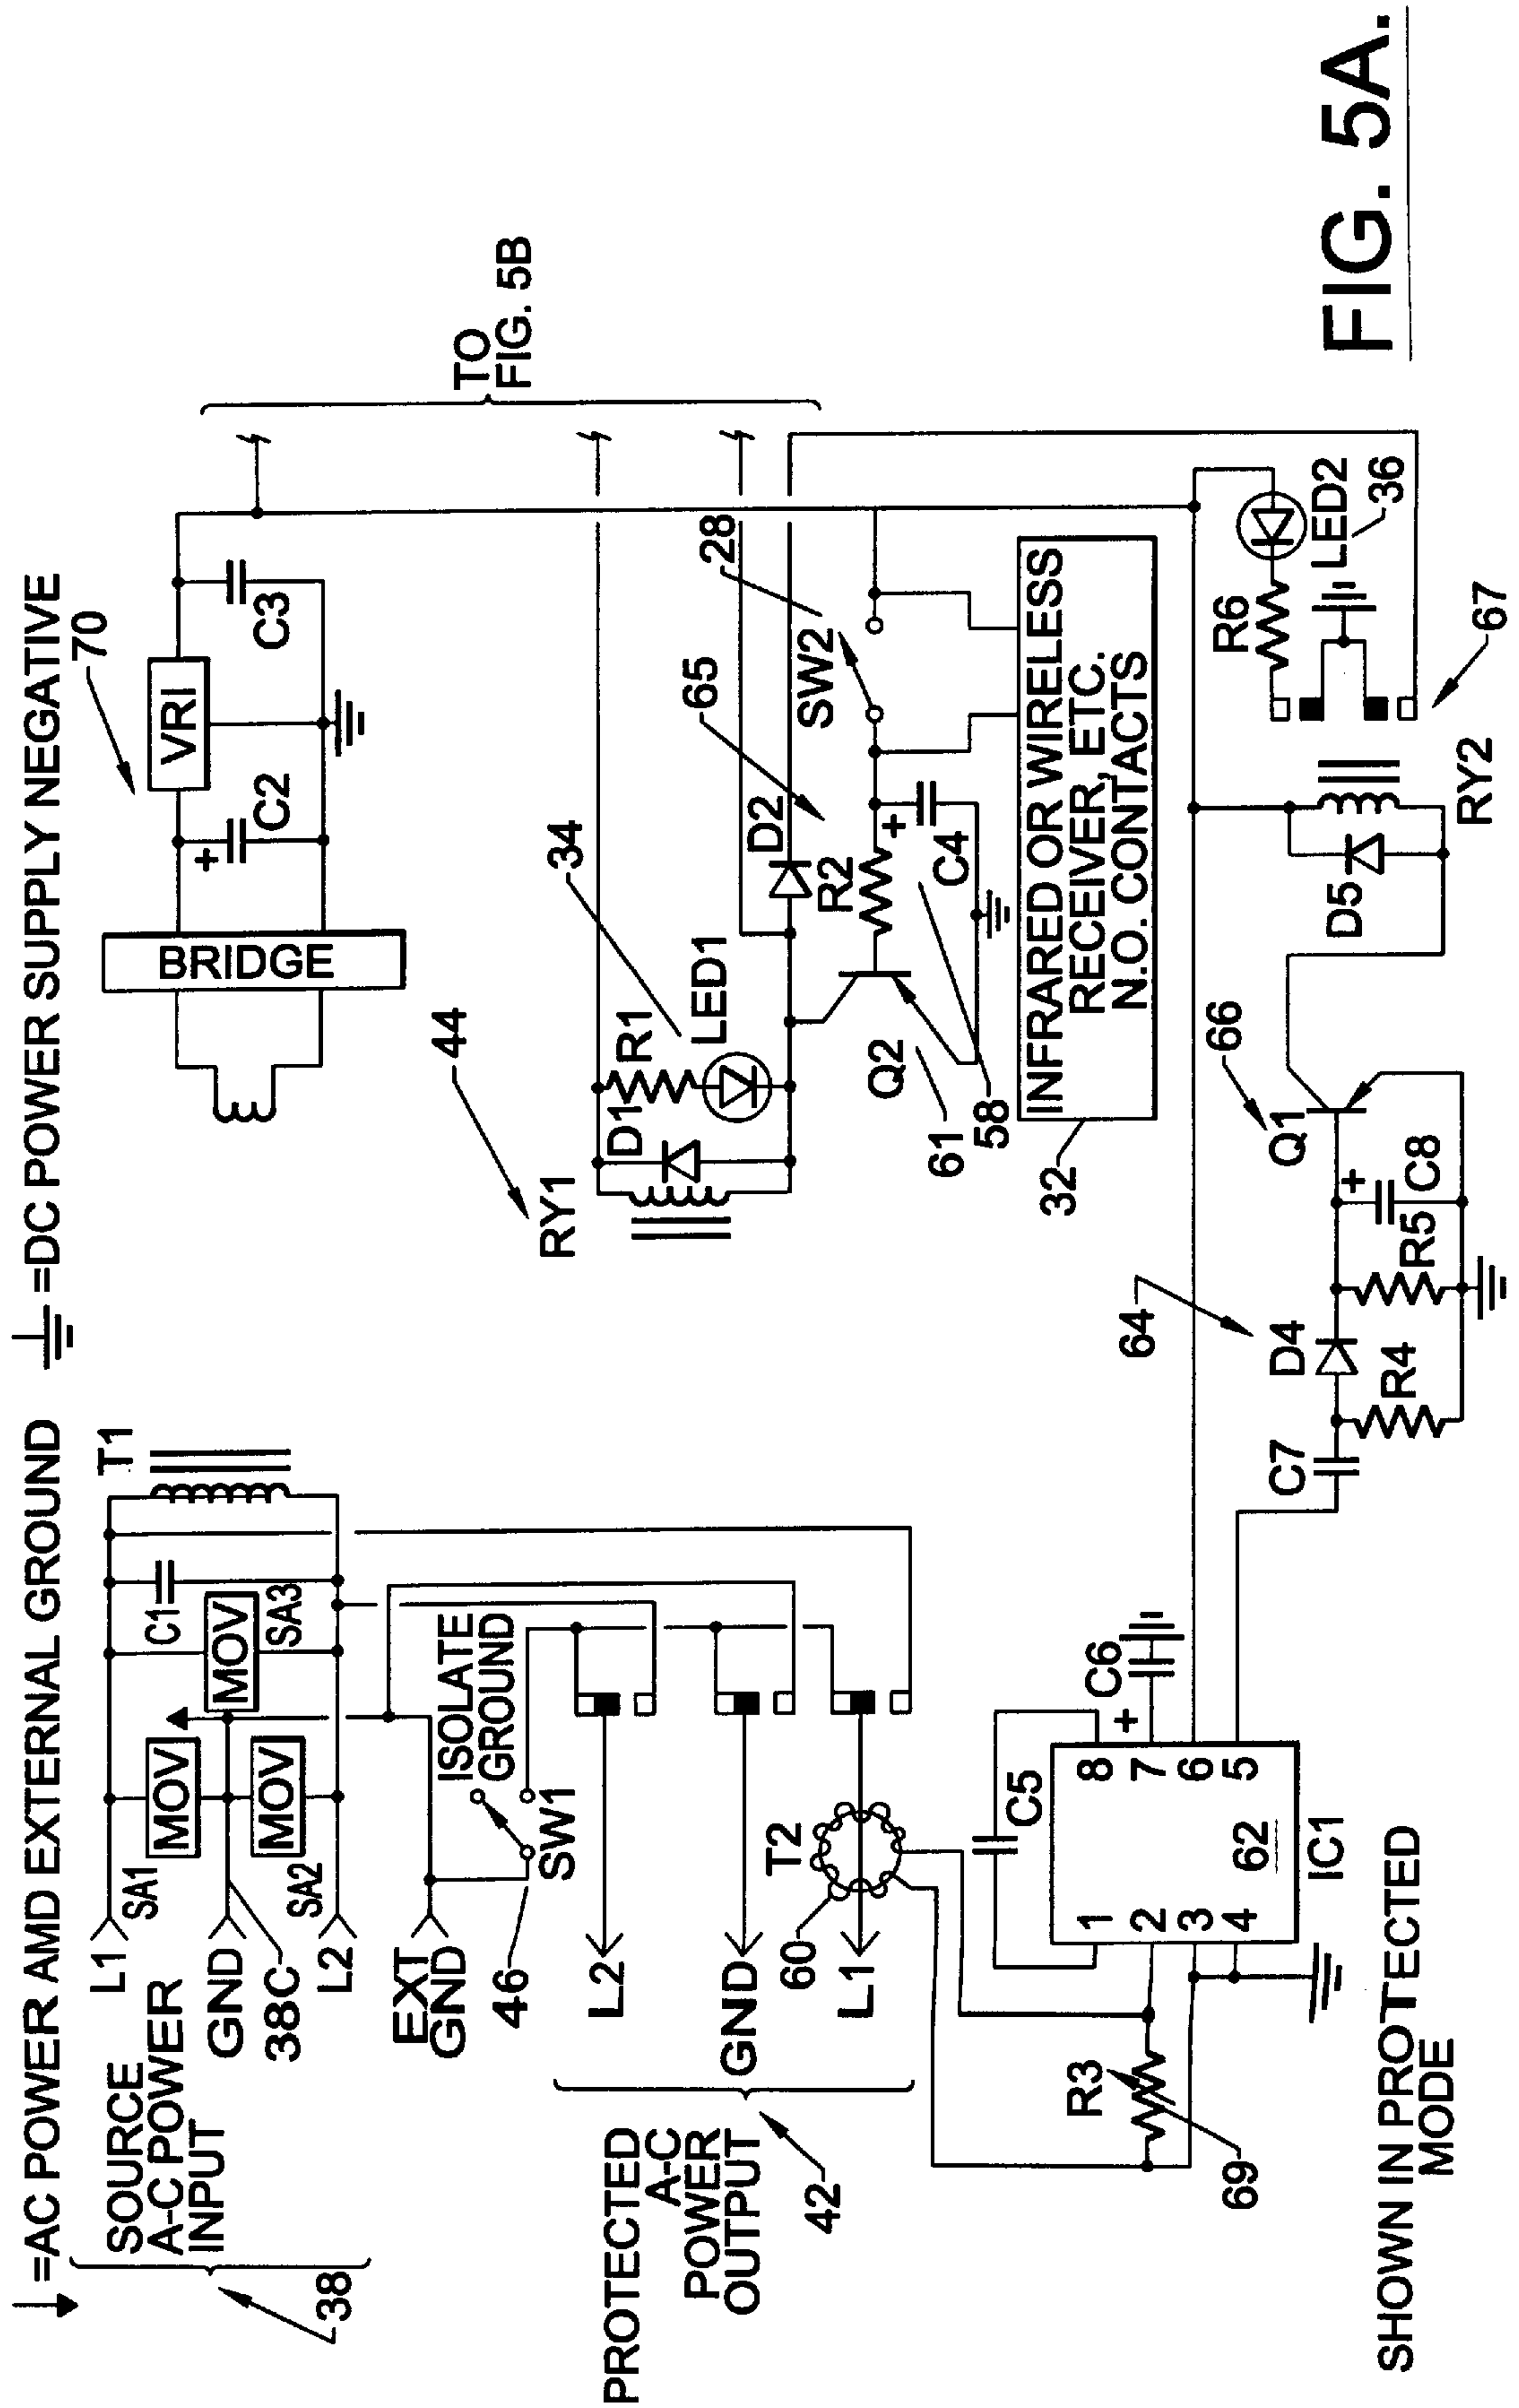 =AC POWER AMD EXTERNAL GROUND
=DC POWER SUPPLY NEGATIVE
38
SOURCE
A-C POWER
INPUT
L1
SA1
MOV
C1
T1
GND
38C
MOV
SA3
MOV
SA2
L2
BRIDGE
+
C2
VRI
70
C3
EXT
GND
46
SW1
ISOLATE
GROUND
44
RY1
D1
R1
34
LED1
D2
65
28
TO
FIG. 5B
PROTECTED
A-C
POWER
OUTPUT
42
L2
GND
60
T2
L1
61
Q2
58
R2
+
C4
SW2
32
INFRARED OR WIRELESS
RECEIVER, ETC.
N.O. CONTACTS
R3
69
C5
1
2
3
4
8
7
6
5
62
IC1
+
C6
C7
64
D4
R4
R5
+
C8
66
Q1
D5
RY2
R6
LED2
36
67
SHOWN IN PROTECTED
MODE
FIG. 5A.